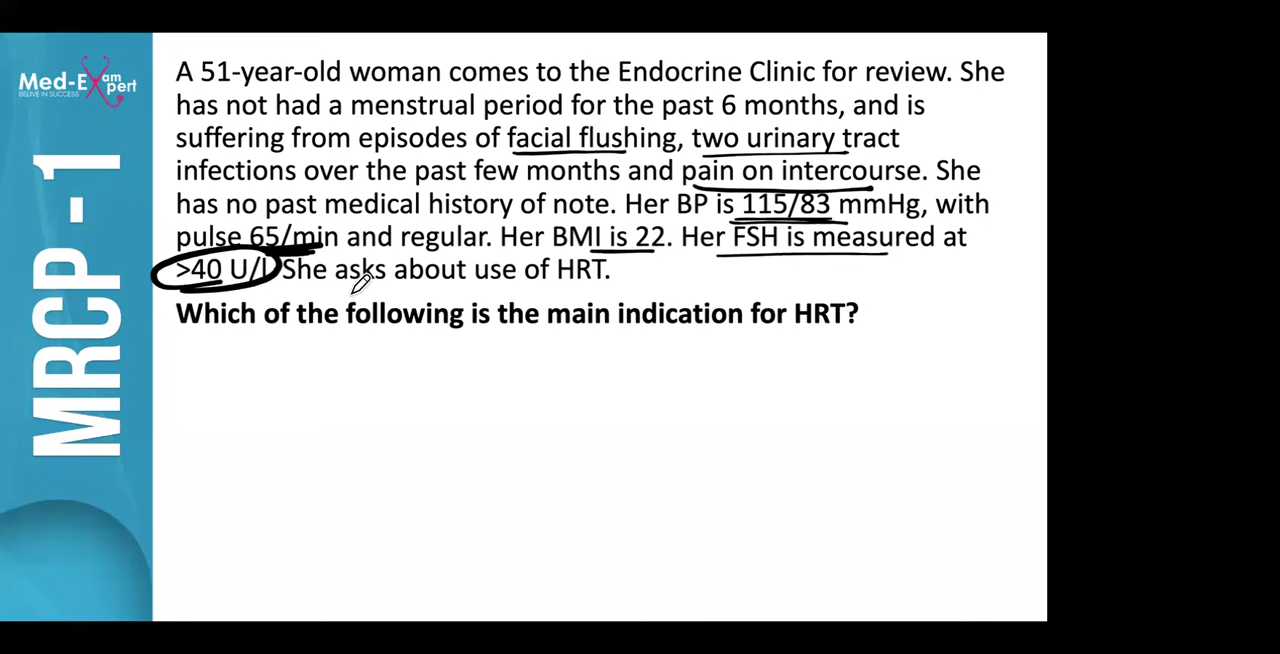 Med-Exam
pert
BELIVE IN SUCCESS
MRCP - 1
A 51-year-old woman comes to the Endocrine Clinic for review. She
has not had a menstrual period for the past 6 months, and is
suffering from episodes of facial flushing, two urinary tract
infections over the past few months and pain on intercourse. She
has no past medical history of note. Her BP is 115/83 mmHg, with
pulse 65/min and regular. Her BMI is 22. Her FSH is measured at
>40 U/l She asks about use of HRT.
Which of the following is the main indication for HRT?